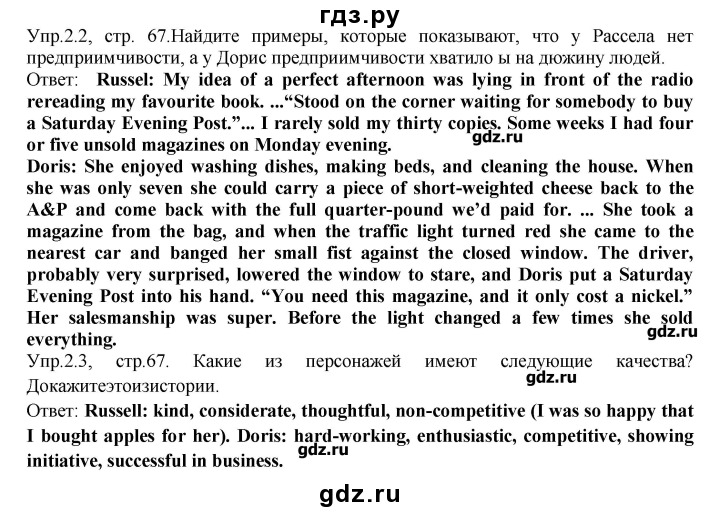 гдз.ру
Упр.2.2, стр. 67.Найдите примеры, которые показывают, что у Рассела нет
предприимчивости, а у Дорис предприимчивости хватило ы на дюжину людей.
Ответ: Russel: My idea of a perfect afternoon was lying in front of the radio
rereading my favourite book. ...“Stood on the corner waiting for somebody to buy
a Saturday Evening Post.”... I rarely sold my thirty copies. Some weeks I had four
or five unsold magazines on Monday evening.
gdz.ru
Doris: She enjoyed washing dishes, making beds, and cleaning the house. When
she was only seven she could carry a piece of short-weighted cheese back to the
A&P and come back with the full quarter-pound we’d paid for. ... She took a
magazine from the bag, and when the traffic light turned red she came to the
nearest car and banged her small fist against the closed window. The driver,
probably very surprised, lowered the window to stare, and Doris put a Saturday
Evening Post into his hand. “You need this magazine, and it only cost a nickel.”
Her salesmanship was super. Before the light changed a few times she sold
gdz.ru
everything.
Упр.2.3, стр.67. Какие из персонажей имеют следующие качества?
gdz.ru
Докажитеэтоизистории.
Ответ: Russell: kind, considerate, thoughtful, non-competitive (I was so happy that
I bought apples for her). Doris: hard-working, enthusiastic, competitive, showing
gdz.ru
initiative, successful in business.
gdz.ru